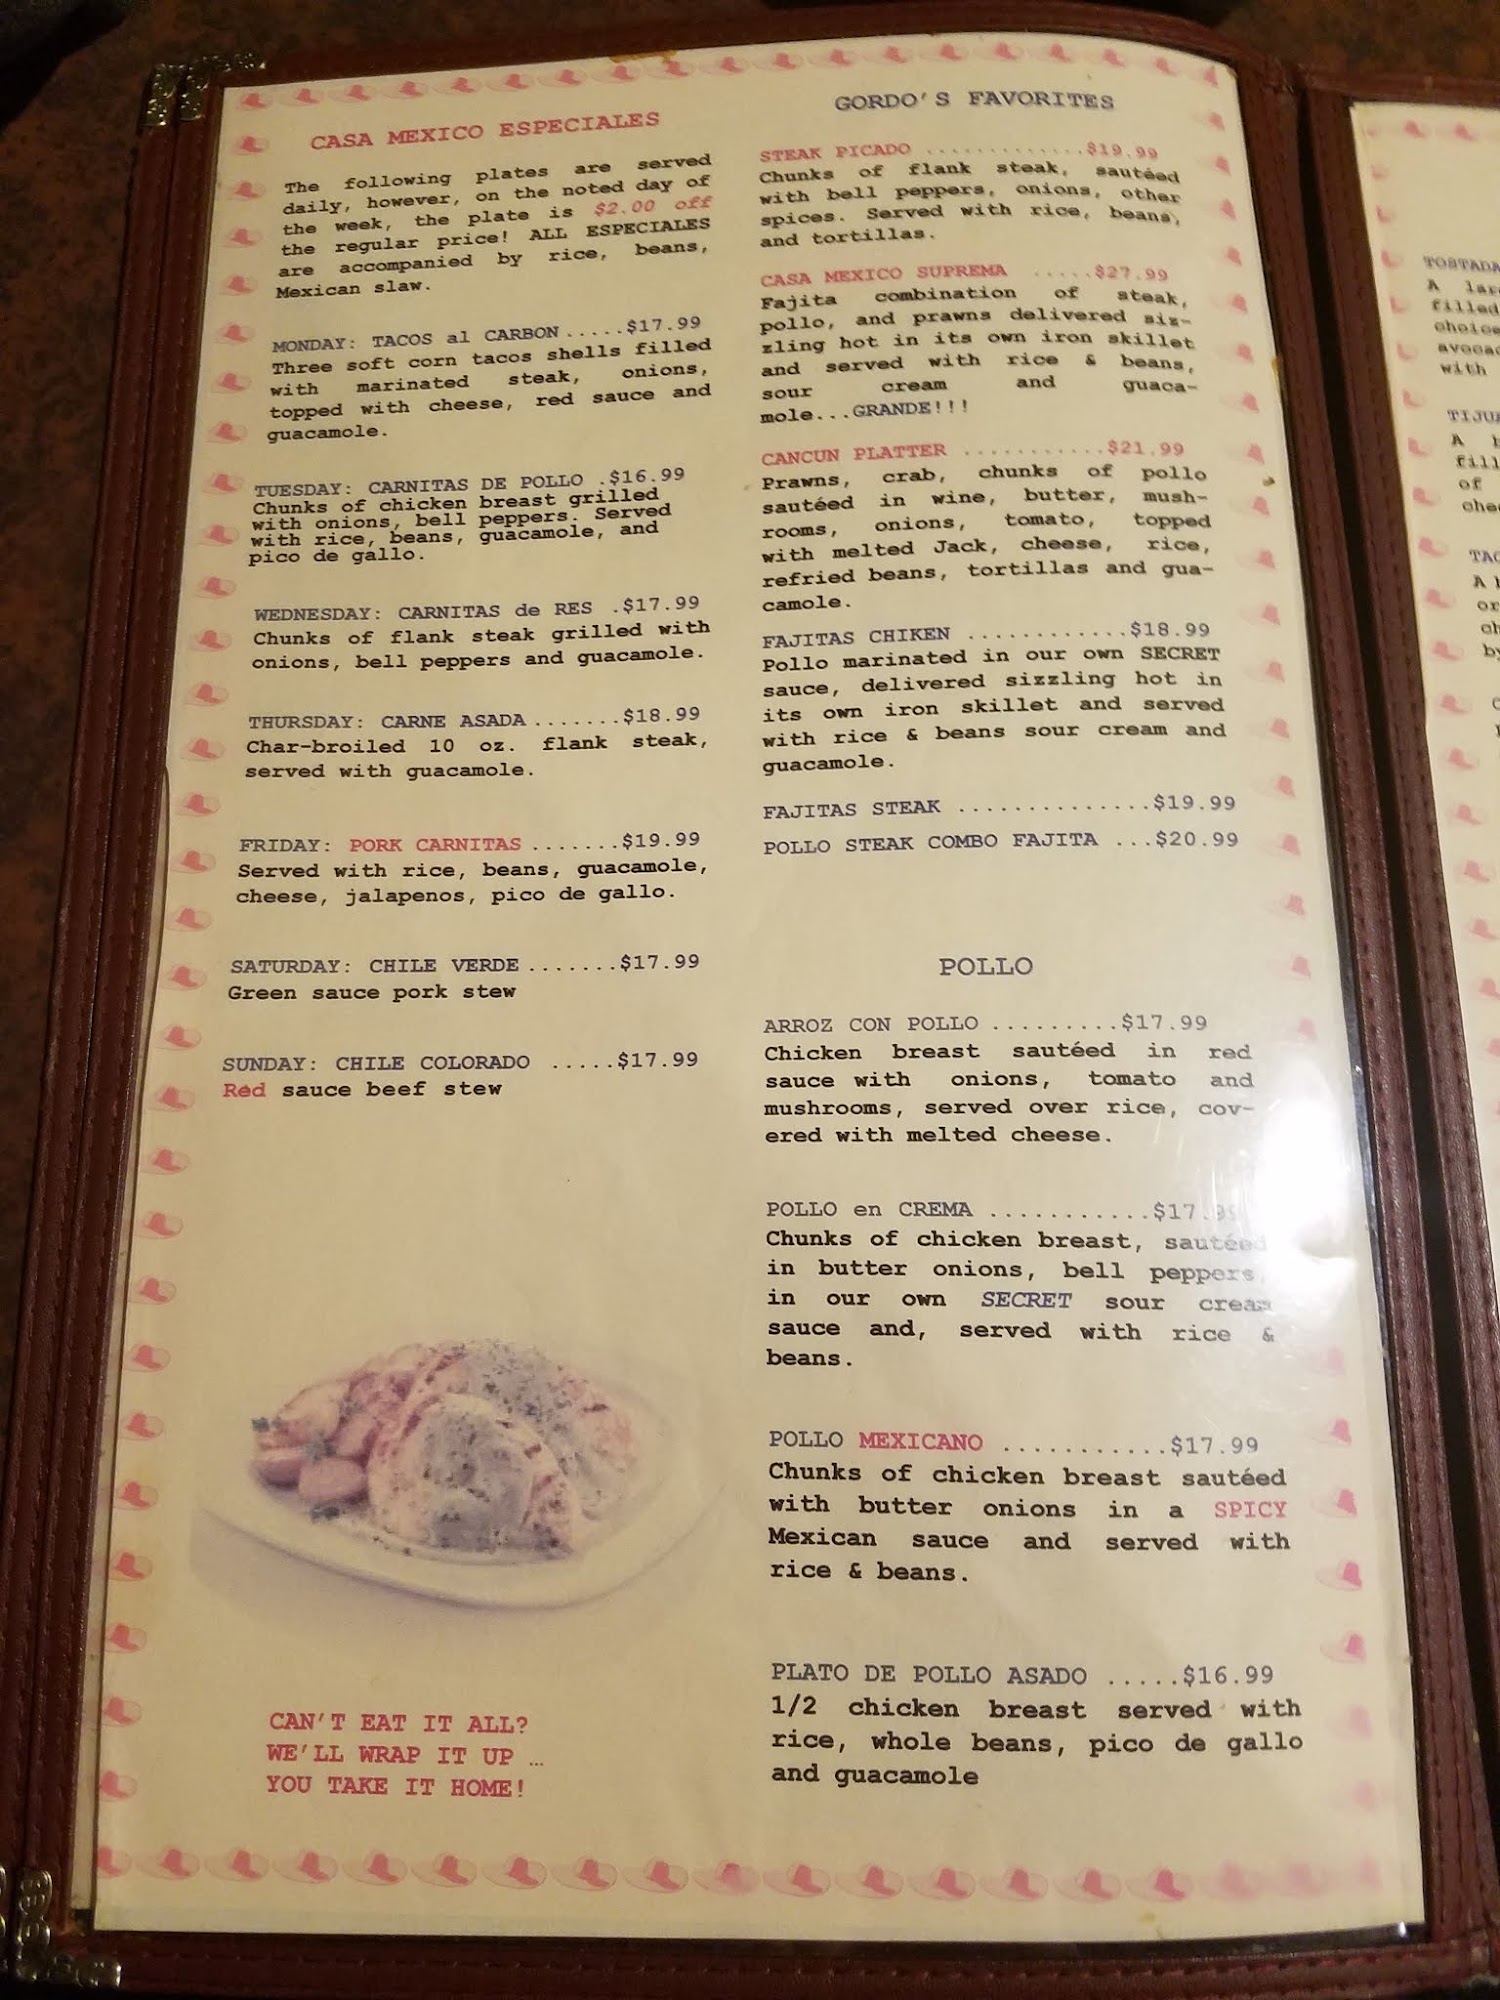 CASA MEXICO ESPECIALES
The following plates are served
daily, however, on the noted day of
the week, the plate is $2.00 off
the regular price! ALL ESPECIALES
are accompanied by rice, beans,
Mexican slaw.
MONDAY: TACOS al CARBON.....$17.99
Three soft corn tacos shells filled
with marinated steak, onions,
topped with cheese, red sauce and
guacamole.
TUESDAY: CARNITAS DE POLLO .$16.99
Chunks of chicken breast grilled
with onions, bell peppers. Served
with rice, beans, guacamole, and
pico de gallo.
WEDNESDAY: CARNITAS de RES .$17.99
Chunks of flank steak grilled with
onions, bell peppers and guacamole.
THURSDAY: CARNE ASADA.......$18.99
Char-broiled 10 oz. flank steak,
served with guacamole.
FRIDAY: PORK CARNITAS.......$19.99
Served with rice, beans, guacamole,
cheese, jalapenos, pico de gallo.
SATURDAY: CHILE VERDE.......$17.99
Green sauce pork stew
SUNDAY: CHILE COLORADO .....$17.99
Red sauce beef stew
CAN'T EAT IT ALL?
WE'LL WRAP IT UP …
YOU TAKE IT HOME!
GORDO'S FAVORITES
STEAK PICADO .............$19.99
Chunks of flank steak, sautéed
with bell peppers, onions, other
spices. Served with rice, beans,
and tortillas.
CASA MEXICO SUPREMA .....$27.99
Fajita combination of steak,
pollo, and prawns delivered siz-
zling hot in its own iron skillet
and served with rice & beans,
sour cream and guaca-
mole...GRANDE!!!
CANCUN PLATTER ...........$21.99
Prawns, crab, chunks of pollo
sautéed in wine, butter, mush-
rooms, onions, tomato, topped
with melted Jack, cheese, rice,
refried beans, tortillas and gua-
camole.
FAJITAS CHIKEN ............$18.99
Pollo marinated in our own SECRET
sauce, delivered sizzling hot in
its own iron skillet and served
with rice & beans sour cream and
guacamole.
FAJITAS STEAK ..............$19.99
POLLO STEAK COMBO FAJITA ...$20.99
POLLO
ARROZ CON POLLO .........$17.99
Chicken breast sautéed in red
sauce with onions, tomato and
mushrooms, served over rice, cov-
ered with melted cheese.
POLLO en CREMA ...........$17.99
Chunks of chicken breast, sautéed
in butter onions, bell peppers,
in our own SECRET sour cream
sauce and, served with rice &
beans.
POLLO MEXICANO ...........$17.99
Chunks of chicken breast sautéed
with butter onions in a SPICY
Mexican sauce and served with
rice & beans.
PLATO DE POLLO ASADO .....$16.99
1/2 chicken breast served with
rice, whole beans, pico de gallo
and guacamole
TOSTADA
A
filled
choice
with
A
of
A
or
by